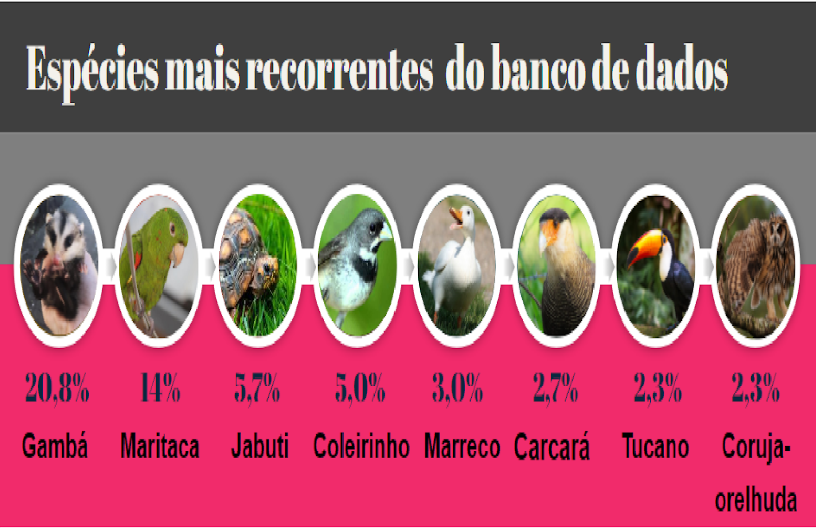 Espécies mais recorrentes do banco de dados
20,8% 14% 5,7% 5,0% 3,0% 2,7% 2,3% 2,3%
Gambá Maritaca Jabuti Coleirinho Marreco Carcará Tucano Coruja-
orelhuda